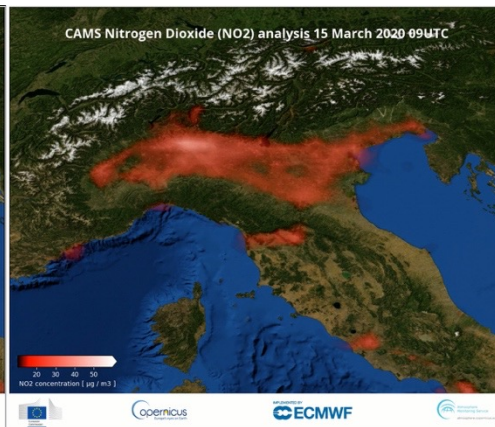 CAMS Nitrogen Dioxide (NO2) analysis 15 March 2020 09UTC
20 30 40 50
NO2 concentration [ µg / m3 ]
IMPLEMENTED BY
opernicus
ECMWF